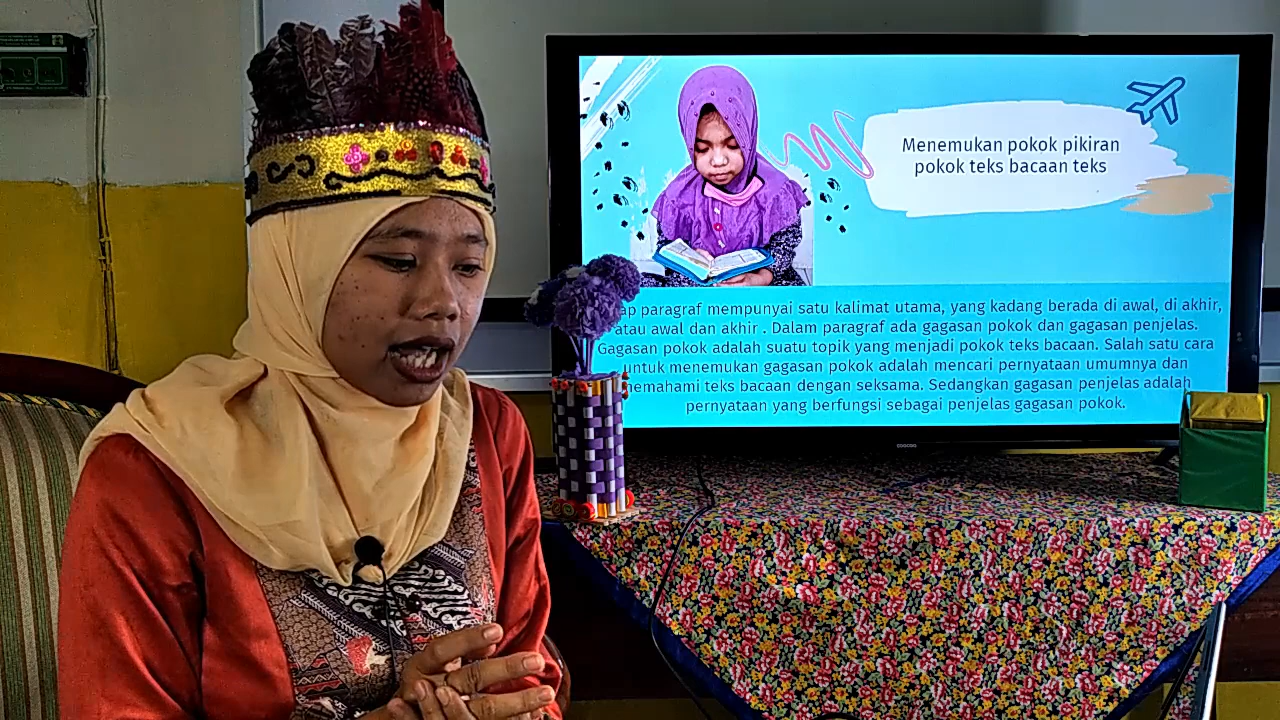 Menemukan pokok pikiran
pokok teks bacaan teks
paragraf mempunyai satu kalimat utama, yang kadang berada di awal, di akhir,
atau awal dan akhir . Dalam paragraf ada gagasan pokok dan gagasan penjelas.
Gagasan pokok adalah suatu topik yang menjadi pokok teks bacaan. Salah satu cara
untuk menemukan gagasan pokok adalah mencari pernyataan umumnya dan
memahami teks bacaan dengan seksama. Sedangkan gagasan penjelas adalah
pernyataan yang berfungsi sebagai penjelas gagasan pokok.